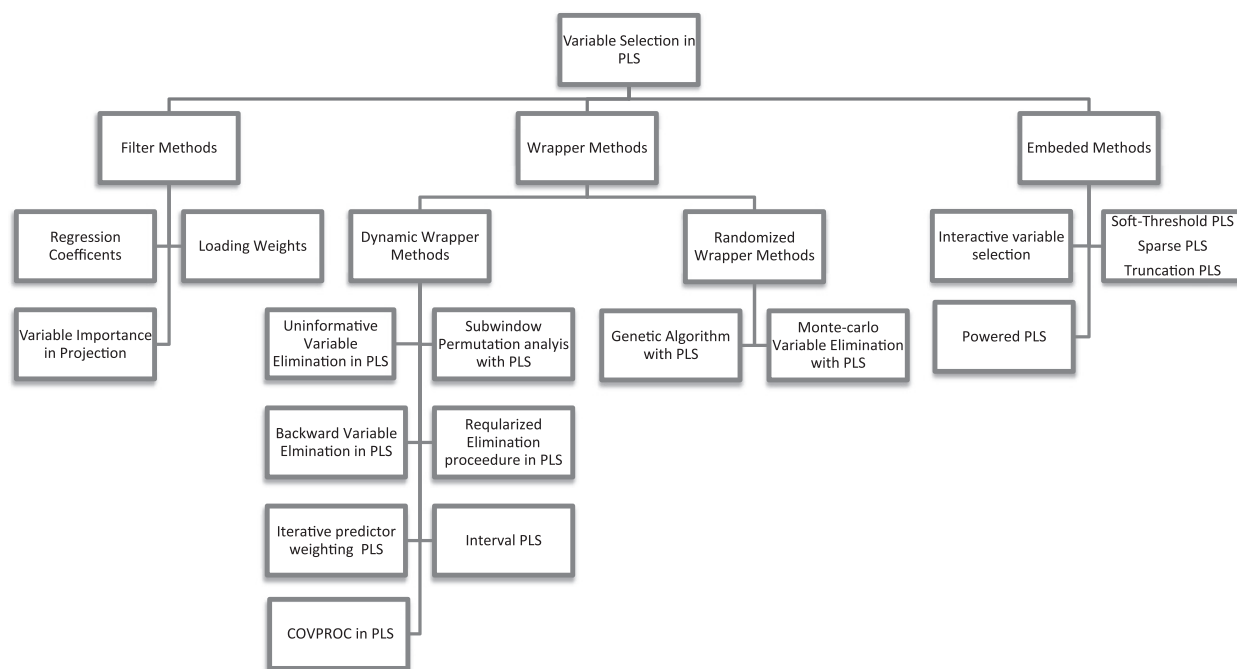 Variable Selection in
PLS
Filter Methods
Wrapper Methods
Embeded Methods
Regression
Coefficents
Loading Weights
Dynamic Wrapper
Methods
Randomized
Wrapper Methods
Interactive variable
selection
Soft-Threshold PLS
Sparse PLS
Truncation PLS
Variable Importance
in Projection
Uninformative
Variable
Elimination in PLS
Subwindow
Permutation analyis
with PLS
Genetic Algorithm
with PLS
Monte-carlo
Variable Elimination
with PLS
Powered PLS
Backward Variable
Elmination in PLS
Reqularized
Elimination
proceedure in PLS
Iterative predictor
weighting PLS
Interval PLS
COVPROC in PLS